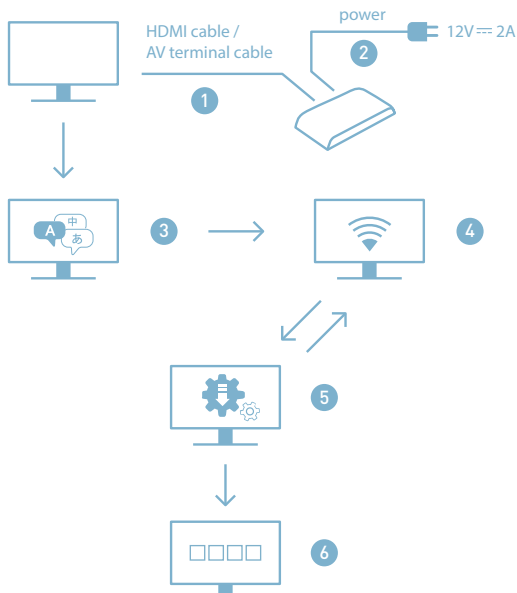 power
HDMI cable /
AV terminal cable
12V ⎓ 2A
2
1
中
A
あ
3
4
5
6